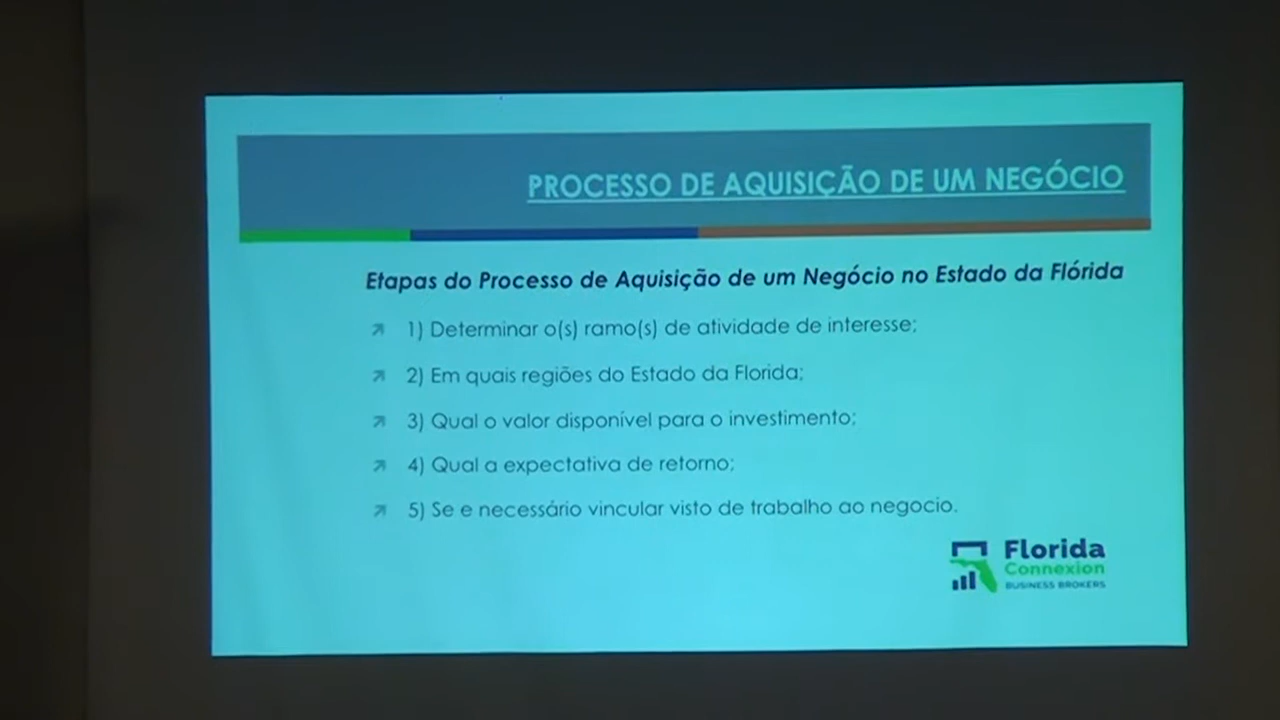 PROCESSO DE AQUISIÇÃO DE UM NEGÓCIO
Etapas do Processo de Aquisição de um Negócio no Estado da Flórida
1) Determinar o(s) ramo(s) de atividade de interesse;
2) Em quais regiões do Estado da Florida;
3) Qual o valor disponível para o investimento;
4) Qual a expectativa de retorno;
5) Se e necessário vincular visto de trabalho ao negocio.
Florida
Connexion
BUSINESS BROKERS